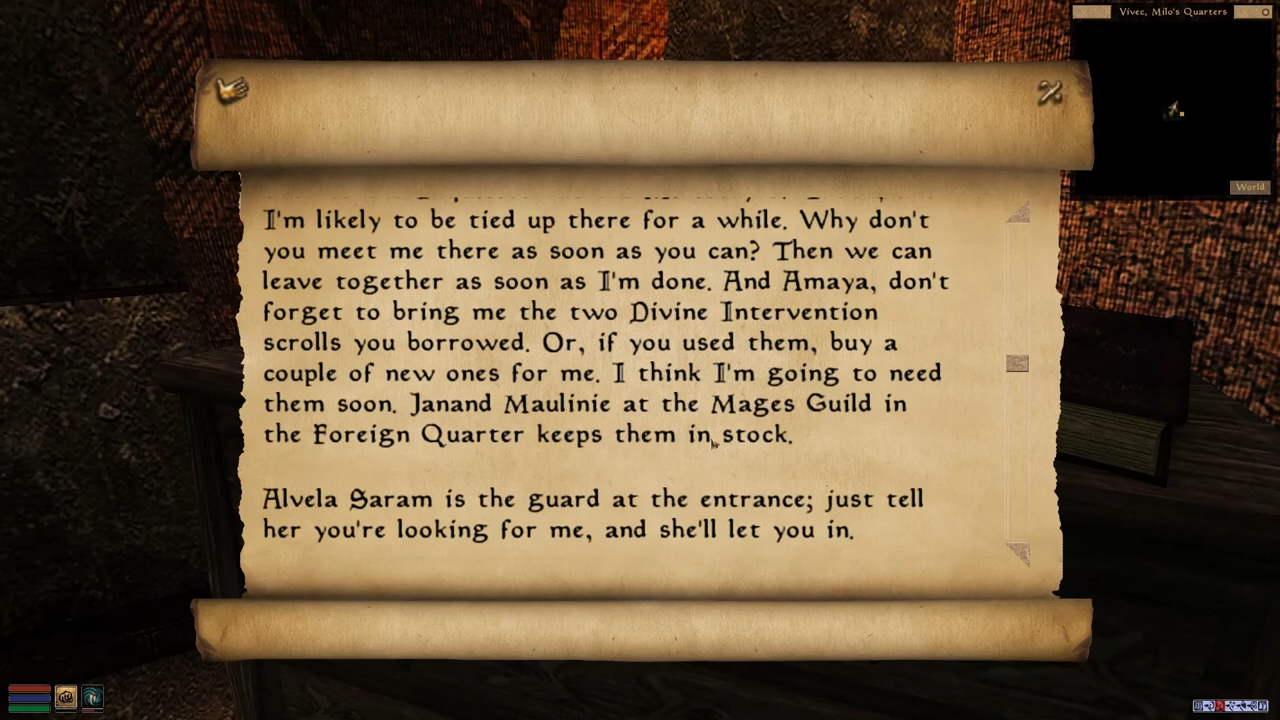 Vivec, Milo's Quarters
World
I'm likely to be tied up there for a while. Why don't
you meet me there as soon as you can? Then we can
leave together as soon as I'm done. And Amaya, don't
forget to bring me the two Divine Intervention
scrolls you borrowed. Or, if you used them, buy a
couple of new ones for me. I think I'm going to need
them soon. Janand Maulinie at the Mages Guild in
the Foreign Quarter keeps them in stock.
Alvela Saram is the guard at the entrance; just tell
her you're looking for me, and she'll let you in.